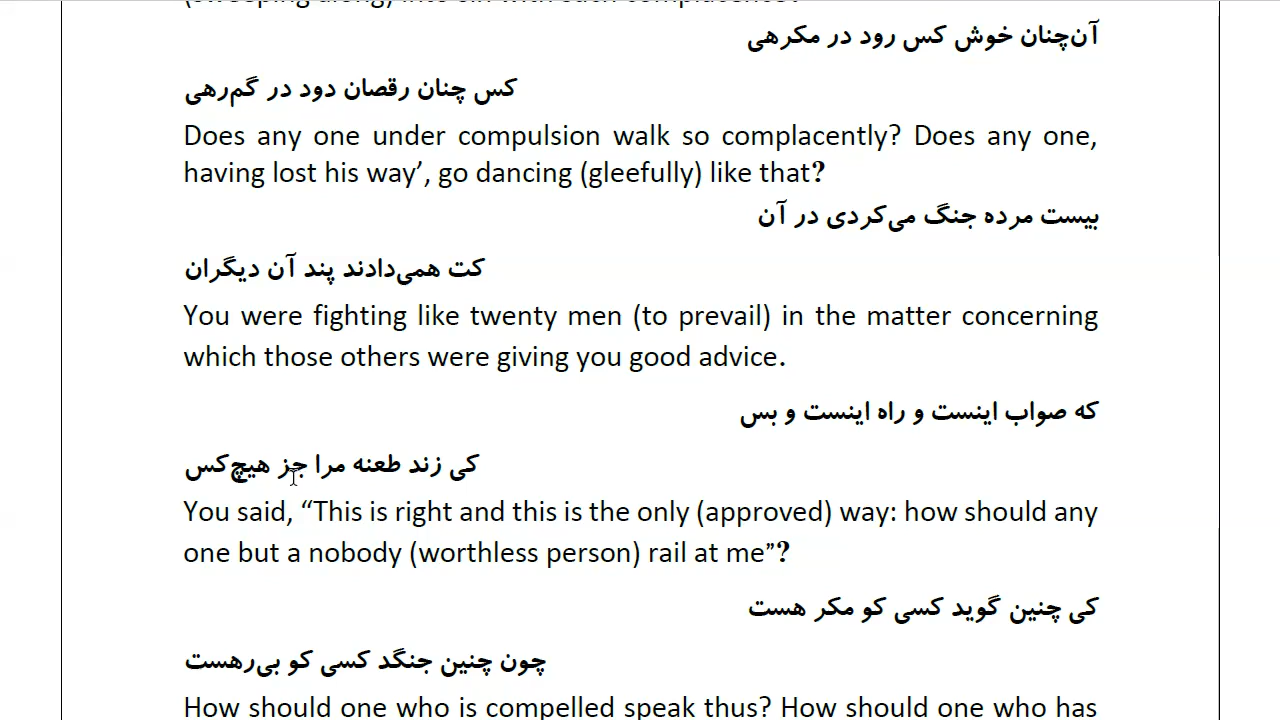 آن‌چنان خوش کس رود در مکرهی
کس چنان رقصان دود در گم‌رهی
Does any one under compulsion walk so complacently? Does any one,
having lost his way’, go dancing (gleefully) like that?
بیست مرده جنگ می‌کردی در آن
کت همی‌دادند پند آن دیگران
You were fighting like twenty men (to prevail) in the matter concerning
which those others were giving you good advice.
که صواب اینست و راه اینست و بس
کی زند طعنه مرا جز هیچ‌کس
You said, “This is right and this is the only (approved) way: how should any
one but a nobody (worthless person) rail at me”?
کی چنین گوید کسی کو مکر هست
چون چنین جنگد کسی کو بی‌رهست
How should one who is compelled speak thus? How should one who has